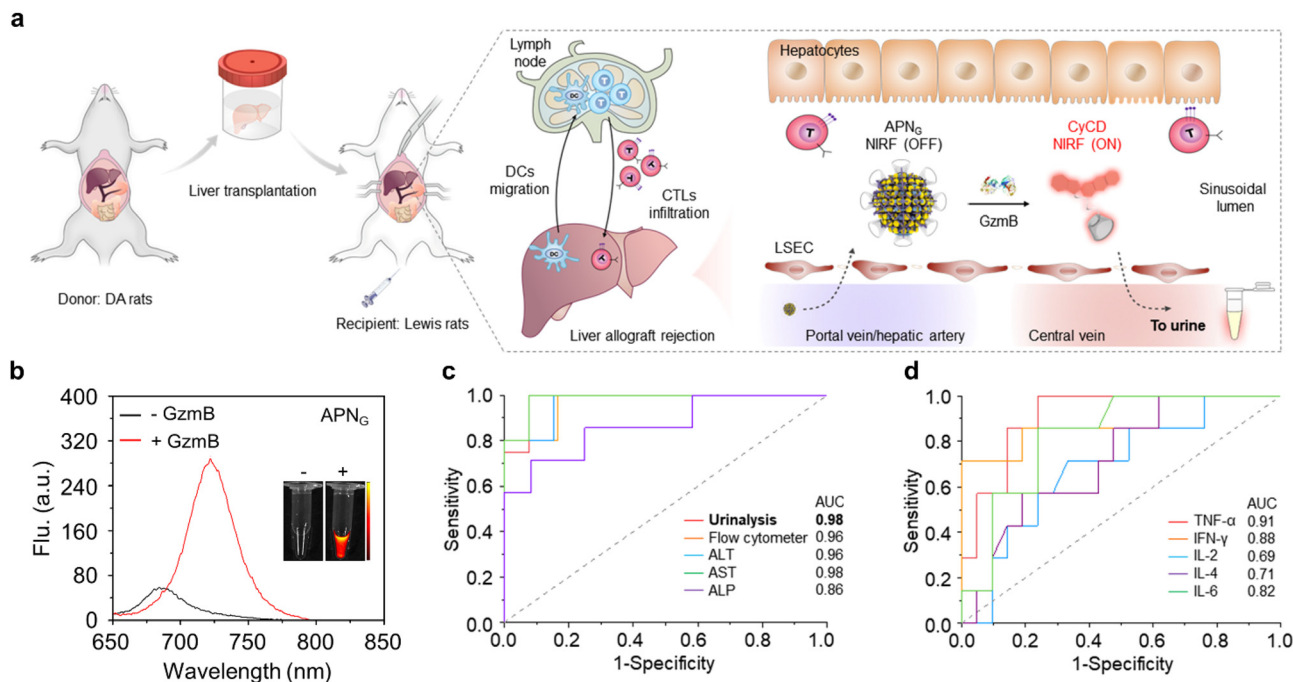 a
Lymph
node
Hepatocytes
DC
T
T
T
T
T
APN_G
NIRF (OFF)
CyCD
NIRF (ON)
Liver transplantation
DCs
migration
T
T
T
CTLs
infiltration
GzmB
Sinusoidal
lumen
LSEC
DC
T
Donor: DA rats
Recipient: Lewis rats
Liver allograft rejection
Portal vein/hepatic artery
Central vein
To urine
b
400
320
240
160
80
0
Flu. (a.u.)
- GzmB
+ GzmB
APN_G
-
+
650
700
750
800
850
Wavelength (nm)
c
1.0
0.8
0.6
0.4
0.2
0.0
Sensitivity
AUC
Urinalysis 0.98
Flow cytometer 0.96
ALT 0.96
AST 0.98
ALP 0.86
0.0 0.2 0.4 0.6 0.8 1.0
1-Specificity
d
1.0
0.8
0.6
0.4
0.2
0.0
Sensitivity
AUC
TNF-α 0.91
IFN-γ 0.88
IL-2 0.69
IL-4 0.71
IL-6 0.82
0.0 0.2 0.4 0.6 0.8 1.0
1-Specificity